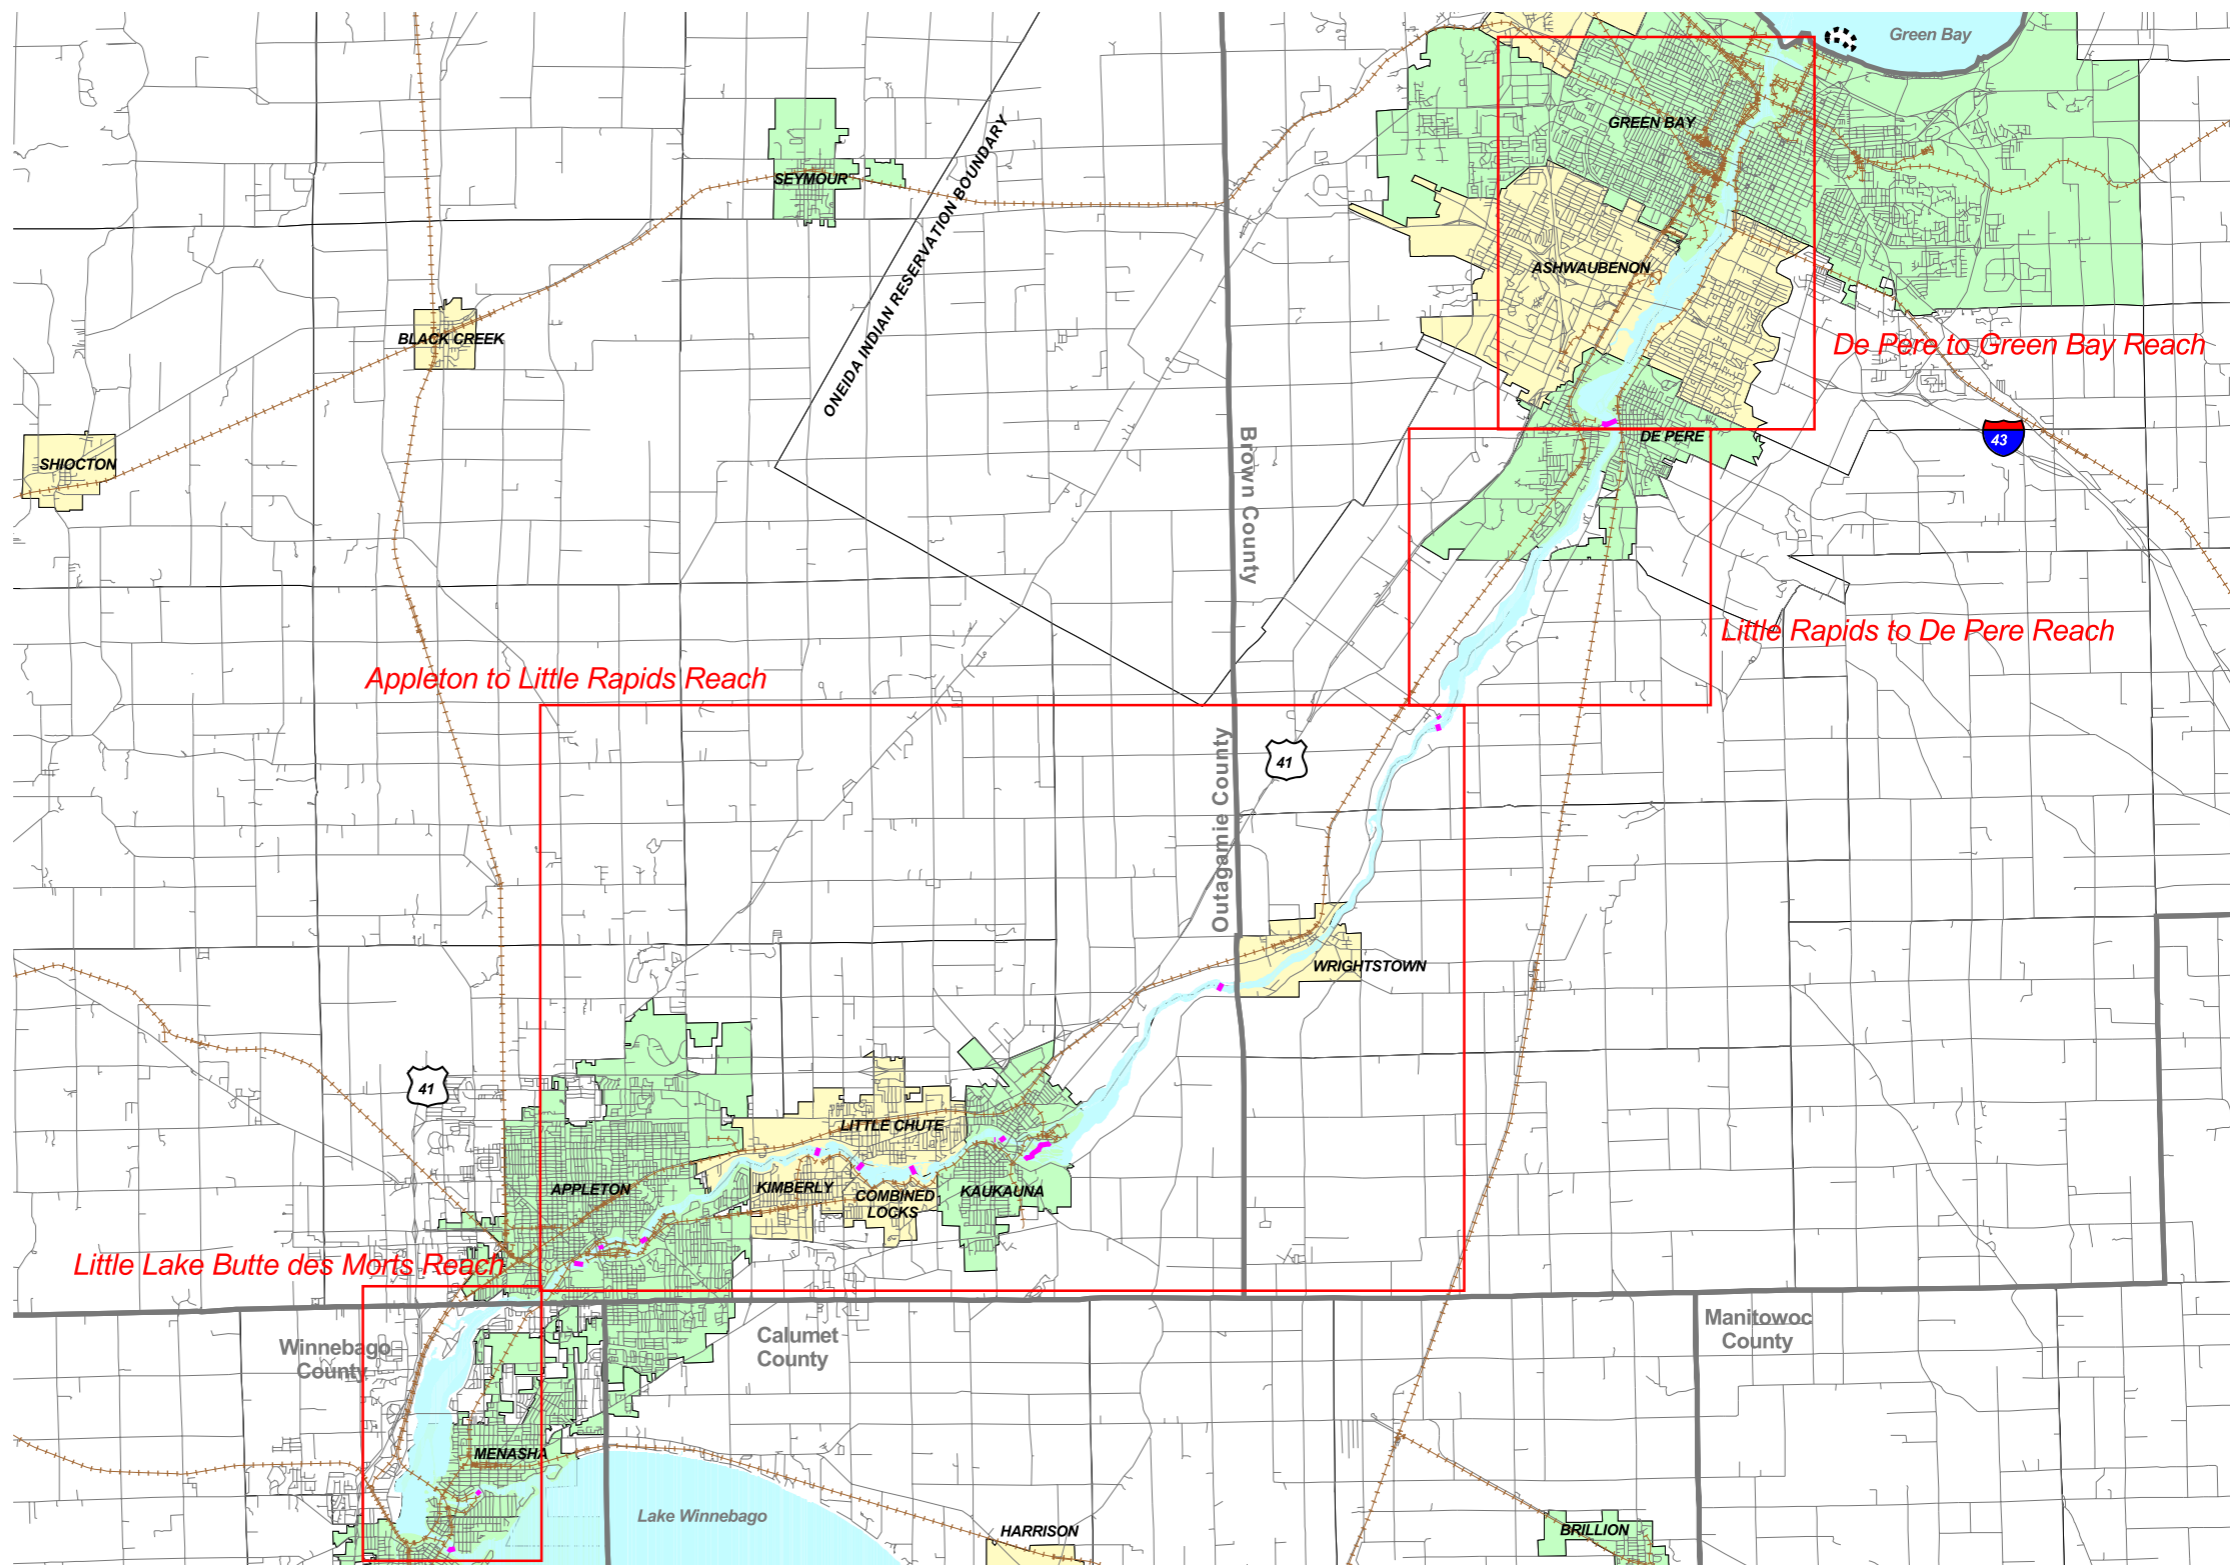 Green Bay
GREEN BAY
SEYMOUR
ONEIDA INDIAN RESERVATION BOUNDARY
ASHWAUBENON
BLACK CREEK
De Pere to Green Bay Reach
DE PERE
43
SHIOCTON
Brown County
Little Rapids to De Pere Reach
Appleton to Little Rapids Reach
Outagamie County
41
WRIGHTSTOWN
41
LITTLE CHUTE
APPLETON
KIMBERLY
COMBINED
LOCKS
KAUKAUNA
Little Lake Butte des Morts Reach
Winnebago
County
Calumet
County
Manitowoc
County
MENASHA
Lake Winnebago
HARRISON
BRILLION